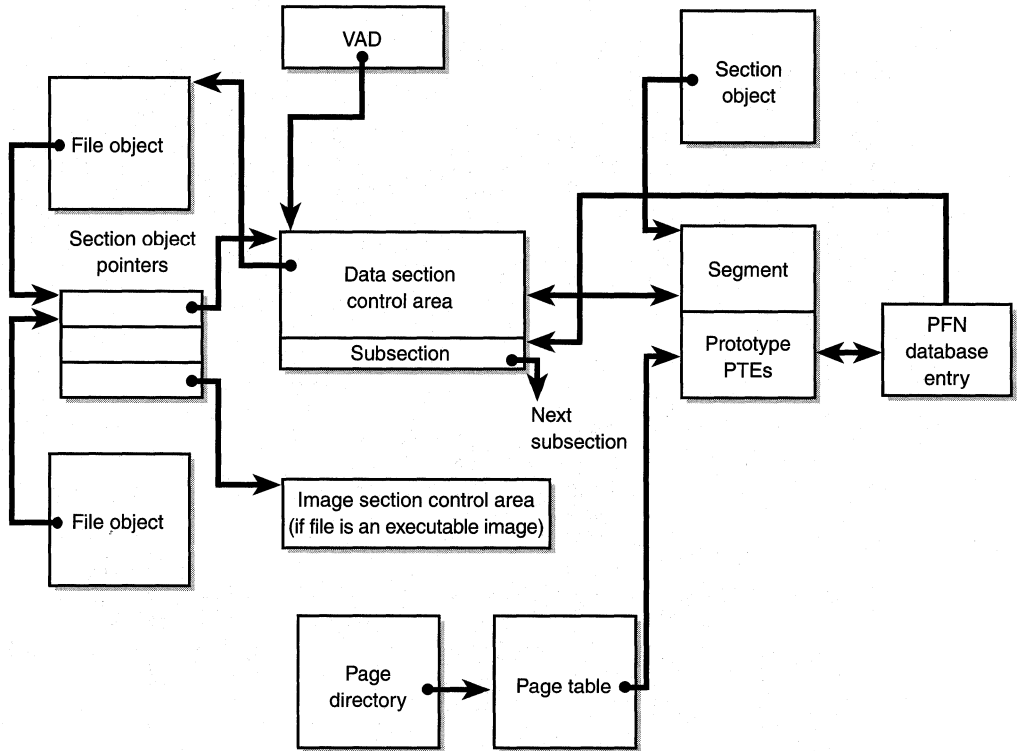 VAD
Section
object
File object
Section object
pointers
Data section
control area
Segment
Subsection
Prototype
PTEs
PFN
database
entry
Next
subsection
File object
Image section control area
(if file is an executable image)
Page
directory
Page table